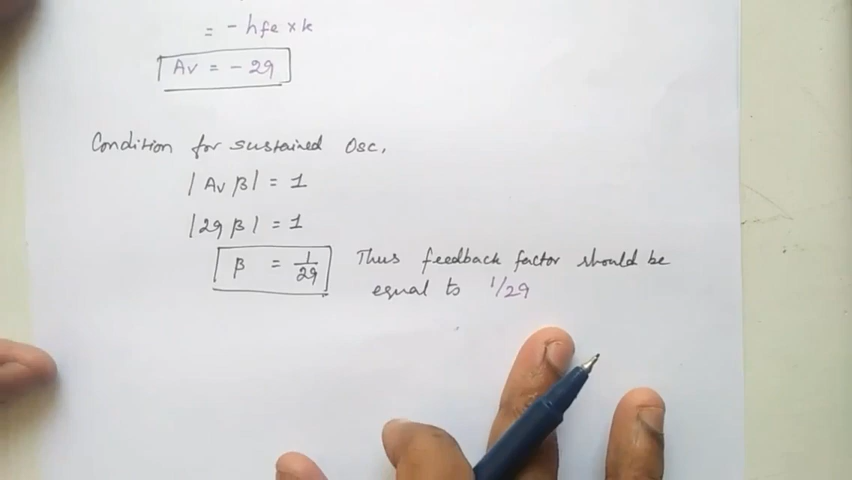 = - hfe × k
Av = - 29
Condition for sustained Osc,
| Av β | = 1
| 29 β | = 1
β = 1/29 Thus feedback factor should be
equal to 1/29